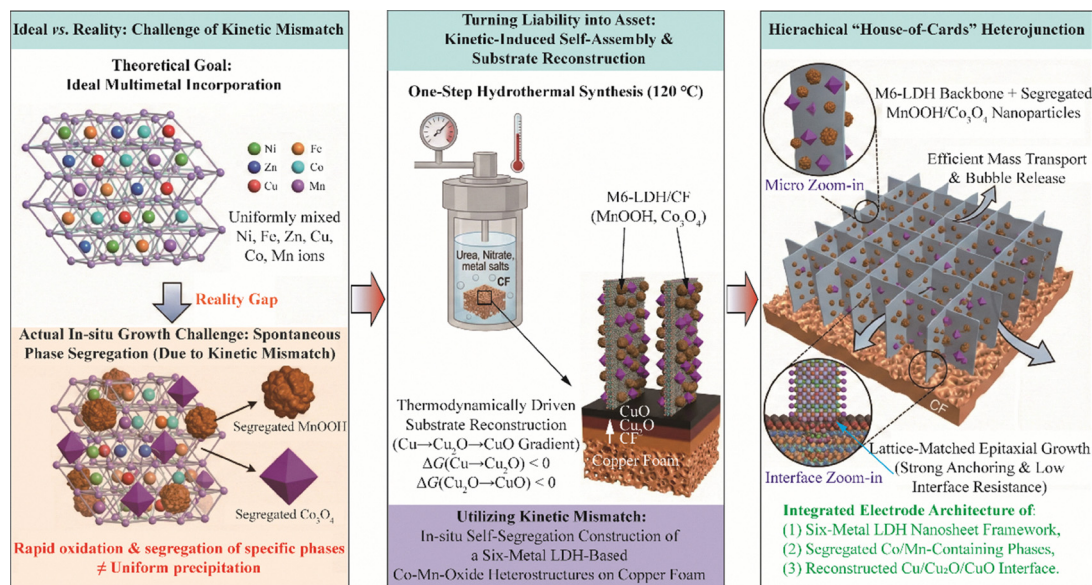 Ideal vs. Reality: Challenge of Kinetic Mismatch
Theoretical Goal:
Ideal Multimetal Incorporation
Ni
Fe
Zn
Co
Cu
Mn
Uniformly mixed
Ni, Fe, Zn, Cu,
Co, Mn ions
Reality Gap
Actual In-situ Growth Challenge: Spontaneous
Phase Segregation (Due to Kinetic Mismatch)
Segregated MnOOH
Segregated Co₃O₄
Rapid oxidation & segregation of specific phases
≠ Uniform precipitation
Turning Liability into Asset:
Kinetic-Induced Self-Assembly &
Substrate Reconstruction
One-Step Hydrothermal Synthesis (120 °C)
Urea, Nitrate,
metal salts
CF
M6-LDH/CF
(MnOOH, Co₃O₄)
Thermodynamically Driven
Substrate Reconstruction
(Cu→Cu₂O→CuO Gradient)
ΔG(Cu→Cu₂O) < 0
ΔG(Cu₂O→CuO) < 0
CuO
Cu₂O
CF
Copper Foam
Utilizing Kinetic Mismatch:
In-situ Self-Segregation Construction of
a Six-Metal LDH-Based
Co-Mn-Oxide Heterostructures on Copper Foam
Hierachical “House-of-Cards” Heterojunction
M6-LDH Backbone + Segregated
MnOOH/Co₃O₄ Nanoparticles
Micro Zoom-in
Efficient Mass Transport
& Bubble Release
CF
Interface Zoom-in
Lattice-Matched Epitaxial Growth
(Strong Anchoring & Low
Interface Resistance)
Integrated Electrode Architecture of:
(1) Six-Metal LDH Nanosheet Framework,
(2) Segregated Co/Mn-Containing Phases,
(3) Reconstructed Cu/Cu₂O/CuO Interface.